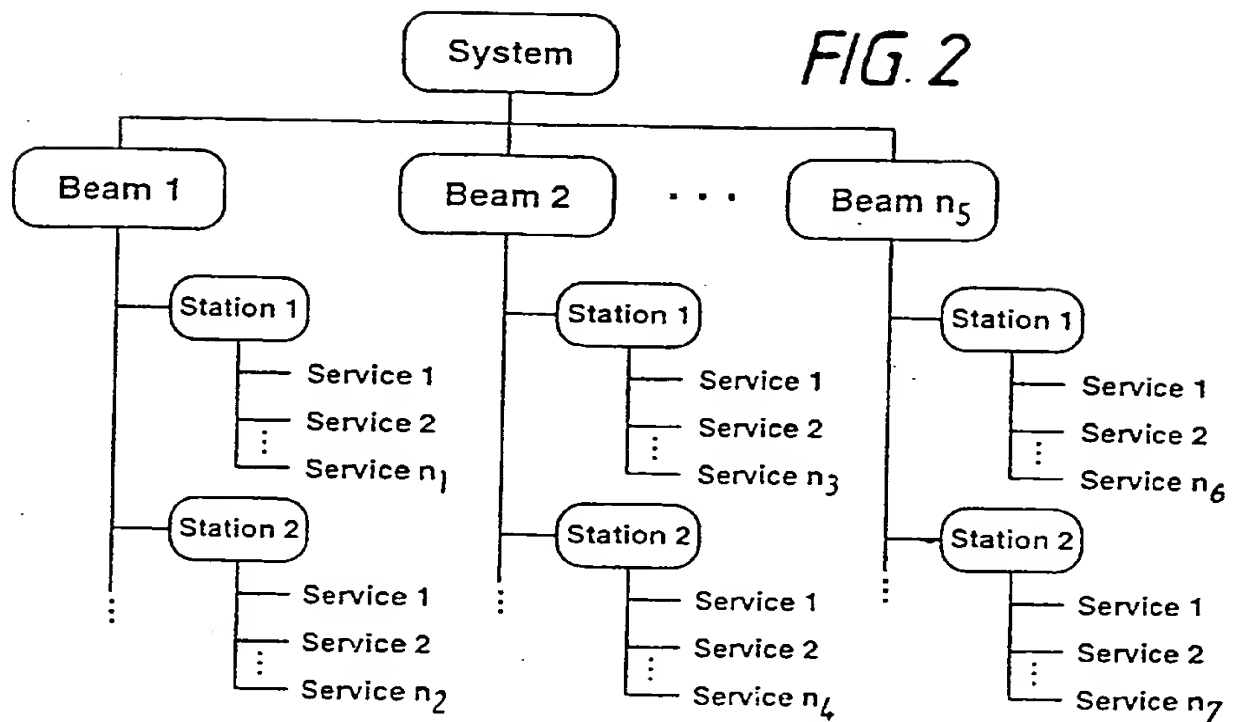 System
FIG. 2
Beam 1
Beam 2
. . .
Beam n5
Station 1
Service 1
Service 2
Service n1
Station 2
Service 1
Service 2
Service n2
Station 1
Service 1
Service 2
Service n3
Station 2
Service 1
Service 2
Service n4
Station 1
Service 1
Service 2
Service n6
Station 2
Service 1
Service 2
Service n7